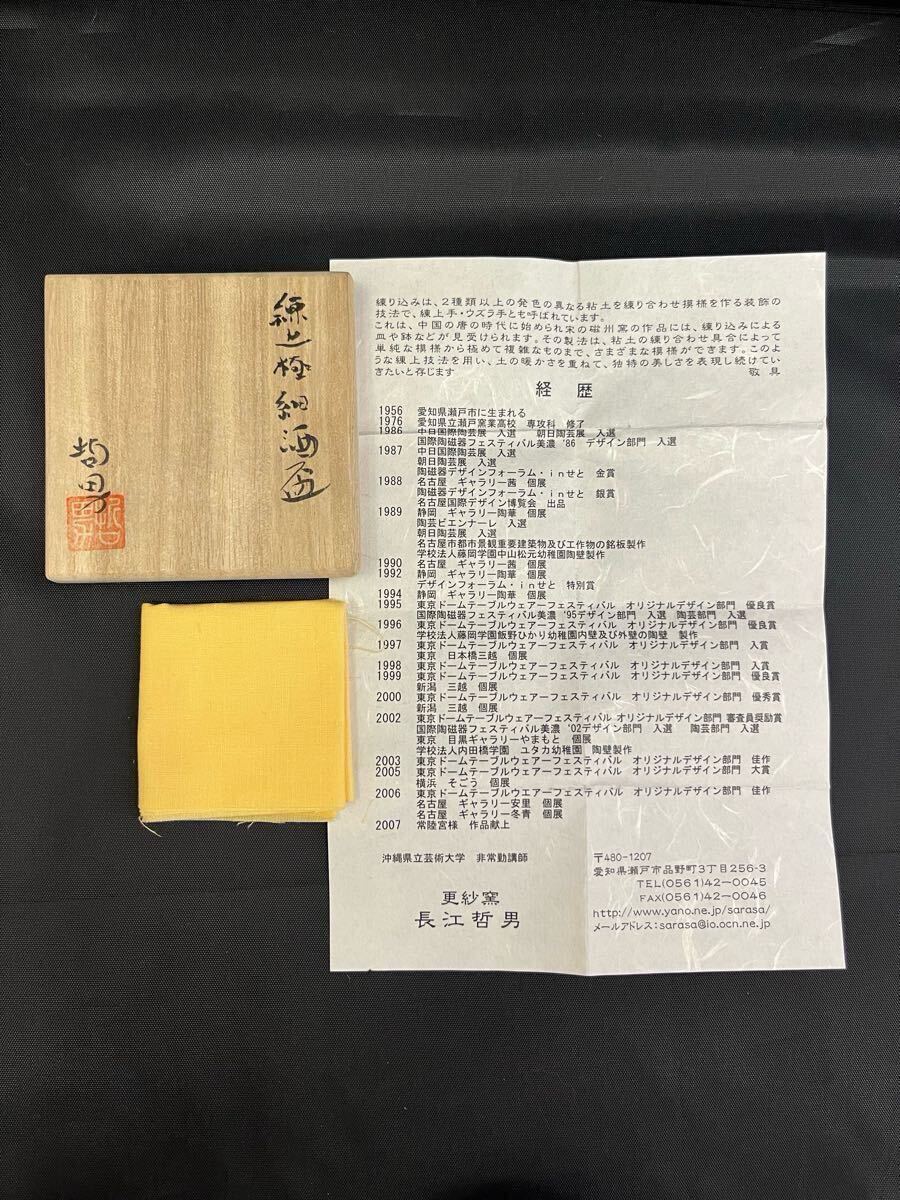 練上極細酒盃
哲男
哲男
練り込みは、2種類以上の発色の異なる粘土を練り合わせ模様を作る装飾の
技法で、練上手・ウズラ手とも呼ばれています。
これは、中国の唐の時代に始められ宋の磁州窯の作品には、練り込みによる
皿や鉢などが見受けられます。その製法は、粘土の練り合わせ具合によって
単純な模様から極めて複雑なものまで、さまざまな模様ができます。このよ
うな練上技法を用い、土の暖かさを重ねて、独特の美しさを表現し続けてい
きたいと存じます 敬具
経歴
1956 愛知県瀬戸市に生まれる
1976 愛知県立瀬戸窯業高校 専攻科 修了
1986 中日国際陶芸展 入選 朝日陶芸展 入選
国際陶磁器フェスティバル美濃 '86 デザイン部門 入選
1987 中日国際陶芸展 入選
朝日陶芸展 入選
陶磁器デザインフォーラム・inせと 金賞
1988 名古屋 ギャラリー茜 個展
陶磁器デザインフォーラム・inせと 銀賞
名古屋国際デザイン博覧会 出品
1989 静岡 ギャラリー陶華 個展
陶芸ビエンナーレ 入選
朝日陶芸展 入選
名古屋市都市景観重要建築物及び工作物の銘板製作
学校法人藤岡学園中山松元幼稚園陶壁製作
1990 名古屋 ギャラリー茜 個展
1992 静岡 ギャラリー陶華 個展
デザインフォーラム・inせと 特別賞
1994 静岡 ギャラリー陶華 個展
1995 東京ドームテーブルウェアーフェスティバル オリジナルデザイン部門 優良賞
国際陶磁器フェスティバル美濃 '95デザイン部門 入選 陶芸部門 入選
1996 東京ドームテーブルウェアーフェスティバル オリジナルデザイン部門 優良賞
学校法人藤岡学園飯野ひかり幼稚園内壁及び外壁の陶壁 製作
1997 東京ドームテーブルウェアーフェスティバル オリジナルデザイン部門 入賞
東京 日本橋三越 個展
1998 東京ドームテーブルウェアーフェスティバル オリジナルデザイン部門 入賞
1999 東京ドームテーブルウェアーフェスティバル オリジナルデザイン部門 優良賞
新潟 三越 個展
2000 東京ドームテーブルウェアーフェスティバル オリジナルデザイン部門 優秀賞
新潟 三越 個展
2002 東京ドームテーブルウェアーフェスティバル オリジナルデザイン部門 審査員奨励賞
国際陶磁器フェスティバル美濃 '02デザイン部門 入選 陶芸部門 入選
東京 目黒ギャラリーやまもと 個展
学校法人内田橋学園 ユタカ幼稚園 陶壁製作
2003 東京ドームテーブルウェアーフェスティバル オリジナルデザイン部門 佳作
2005 東京ドームテーブルウェアーフェスティバル オリジナルデザイン部門 大賞
横浜 そごう 個展
2006 東京ドームテーブルウエアーフェスティバル オリジナルデザイン部門 佳作
名古屋 ギャラリー安里 個展
名古屋 ギャラリー冬青 個展
2007 常陸宮様 作品献上
沖縄県立芸術大学 非常勤講師
更紗窯
長江哲男
〒480-1207
愛知県瀬戸市品野町3丁目256-3
TEL(0561)42-0045
FAX(0561)42-0046
http://www.yano.ne.jp/sarasa/
メールアドレス:sarasa@io.ocn.ne.jp